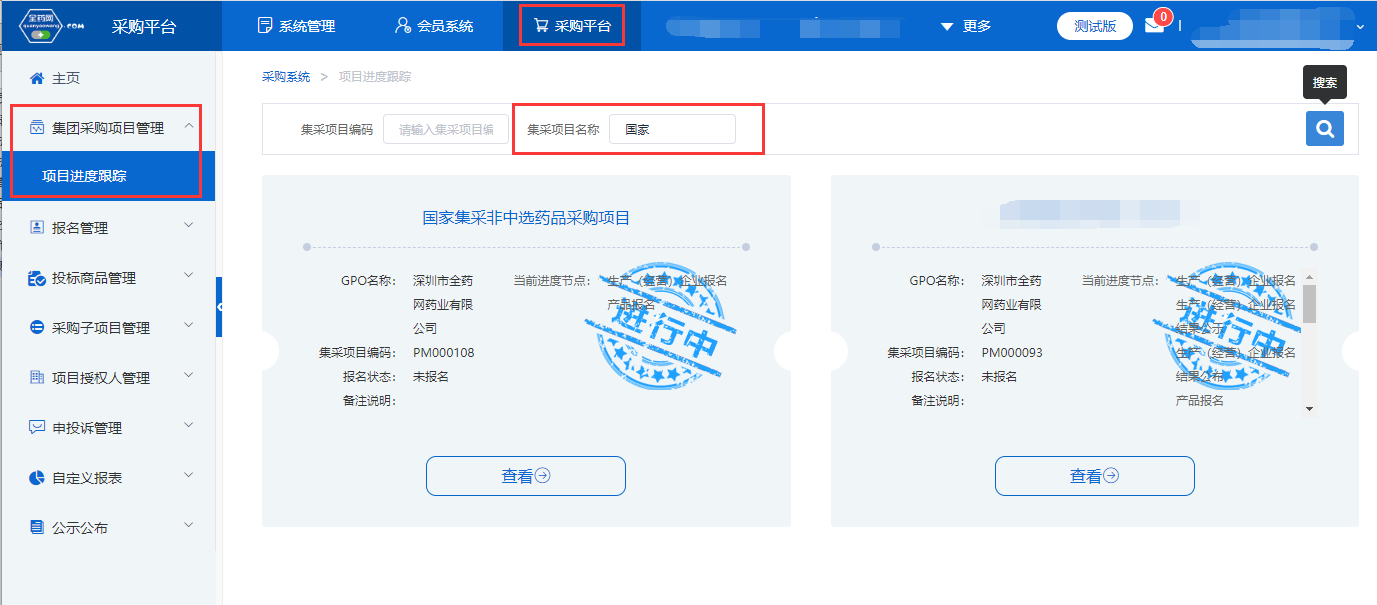 全药网
quanyaowang
.COM
采购平台
系统管理
会员系统
采购平台
更多
测试版
0
主页
集团采购项目管理
项目进度跟踪
报名管理
投标商品管理
采购子项目管理
项目授权人管理
申投诉管理
自定义报表
公示公布
采购系统 > 项目进度跟踪
搜索
集采项目编码 请输入集采项目编 集采项目名称 国家
国家集采非中选药品采购项目
GPO名称： 深圳市全药网药业有限公司
当前进度节点： 生产（经营）企业报名
产品报名
集采项目编码： PM000108
报名状态： 未报名
备注说明：
进行中
查看
GPO名称： 深圳市全药网药业有限公司
当前进度节点： 生产（经营）企业报名
生产（经营）企业报名
结果公示
生产（经营）企业报名
结果公布
产品报名
集采项目编码： PM000093
报名状态： 未报名
备注说明：
进行中
查看